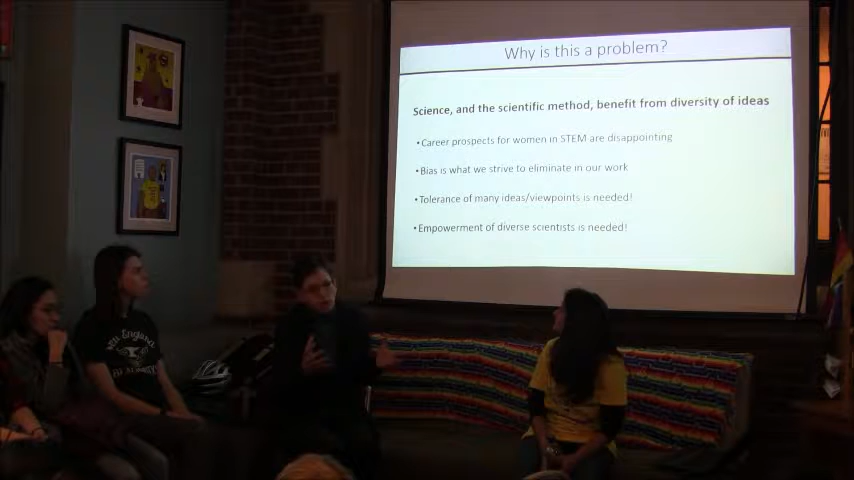 Why is this a problem?
Science, and the scientific method, benefit from diversity of ideas
• Career prospects for women in STEM are disappointing
• Bias is what we strive to eliminate in our work
• Tolerance of many ideas/viewpoints is needed!
• Empowerment of diverse scientists is needed!
New England